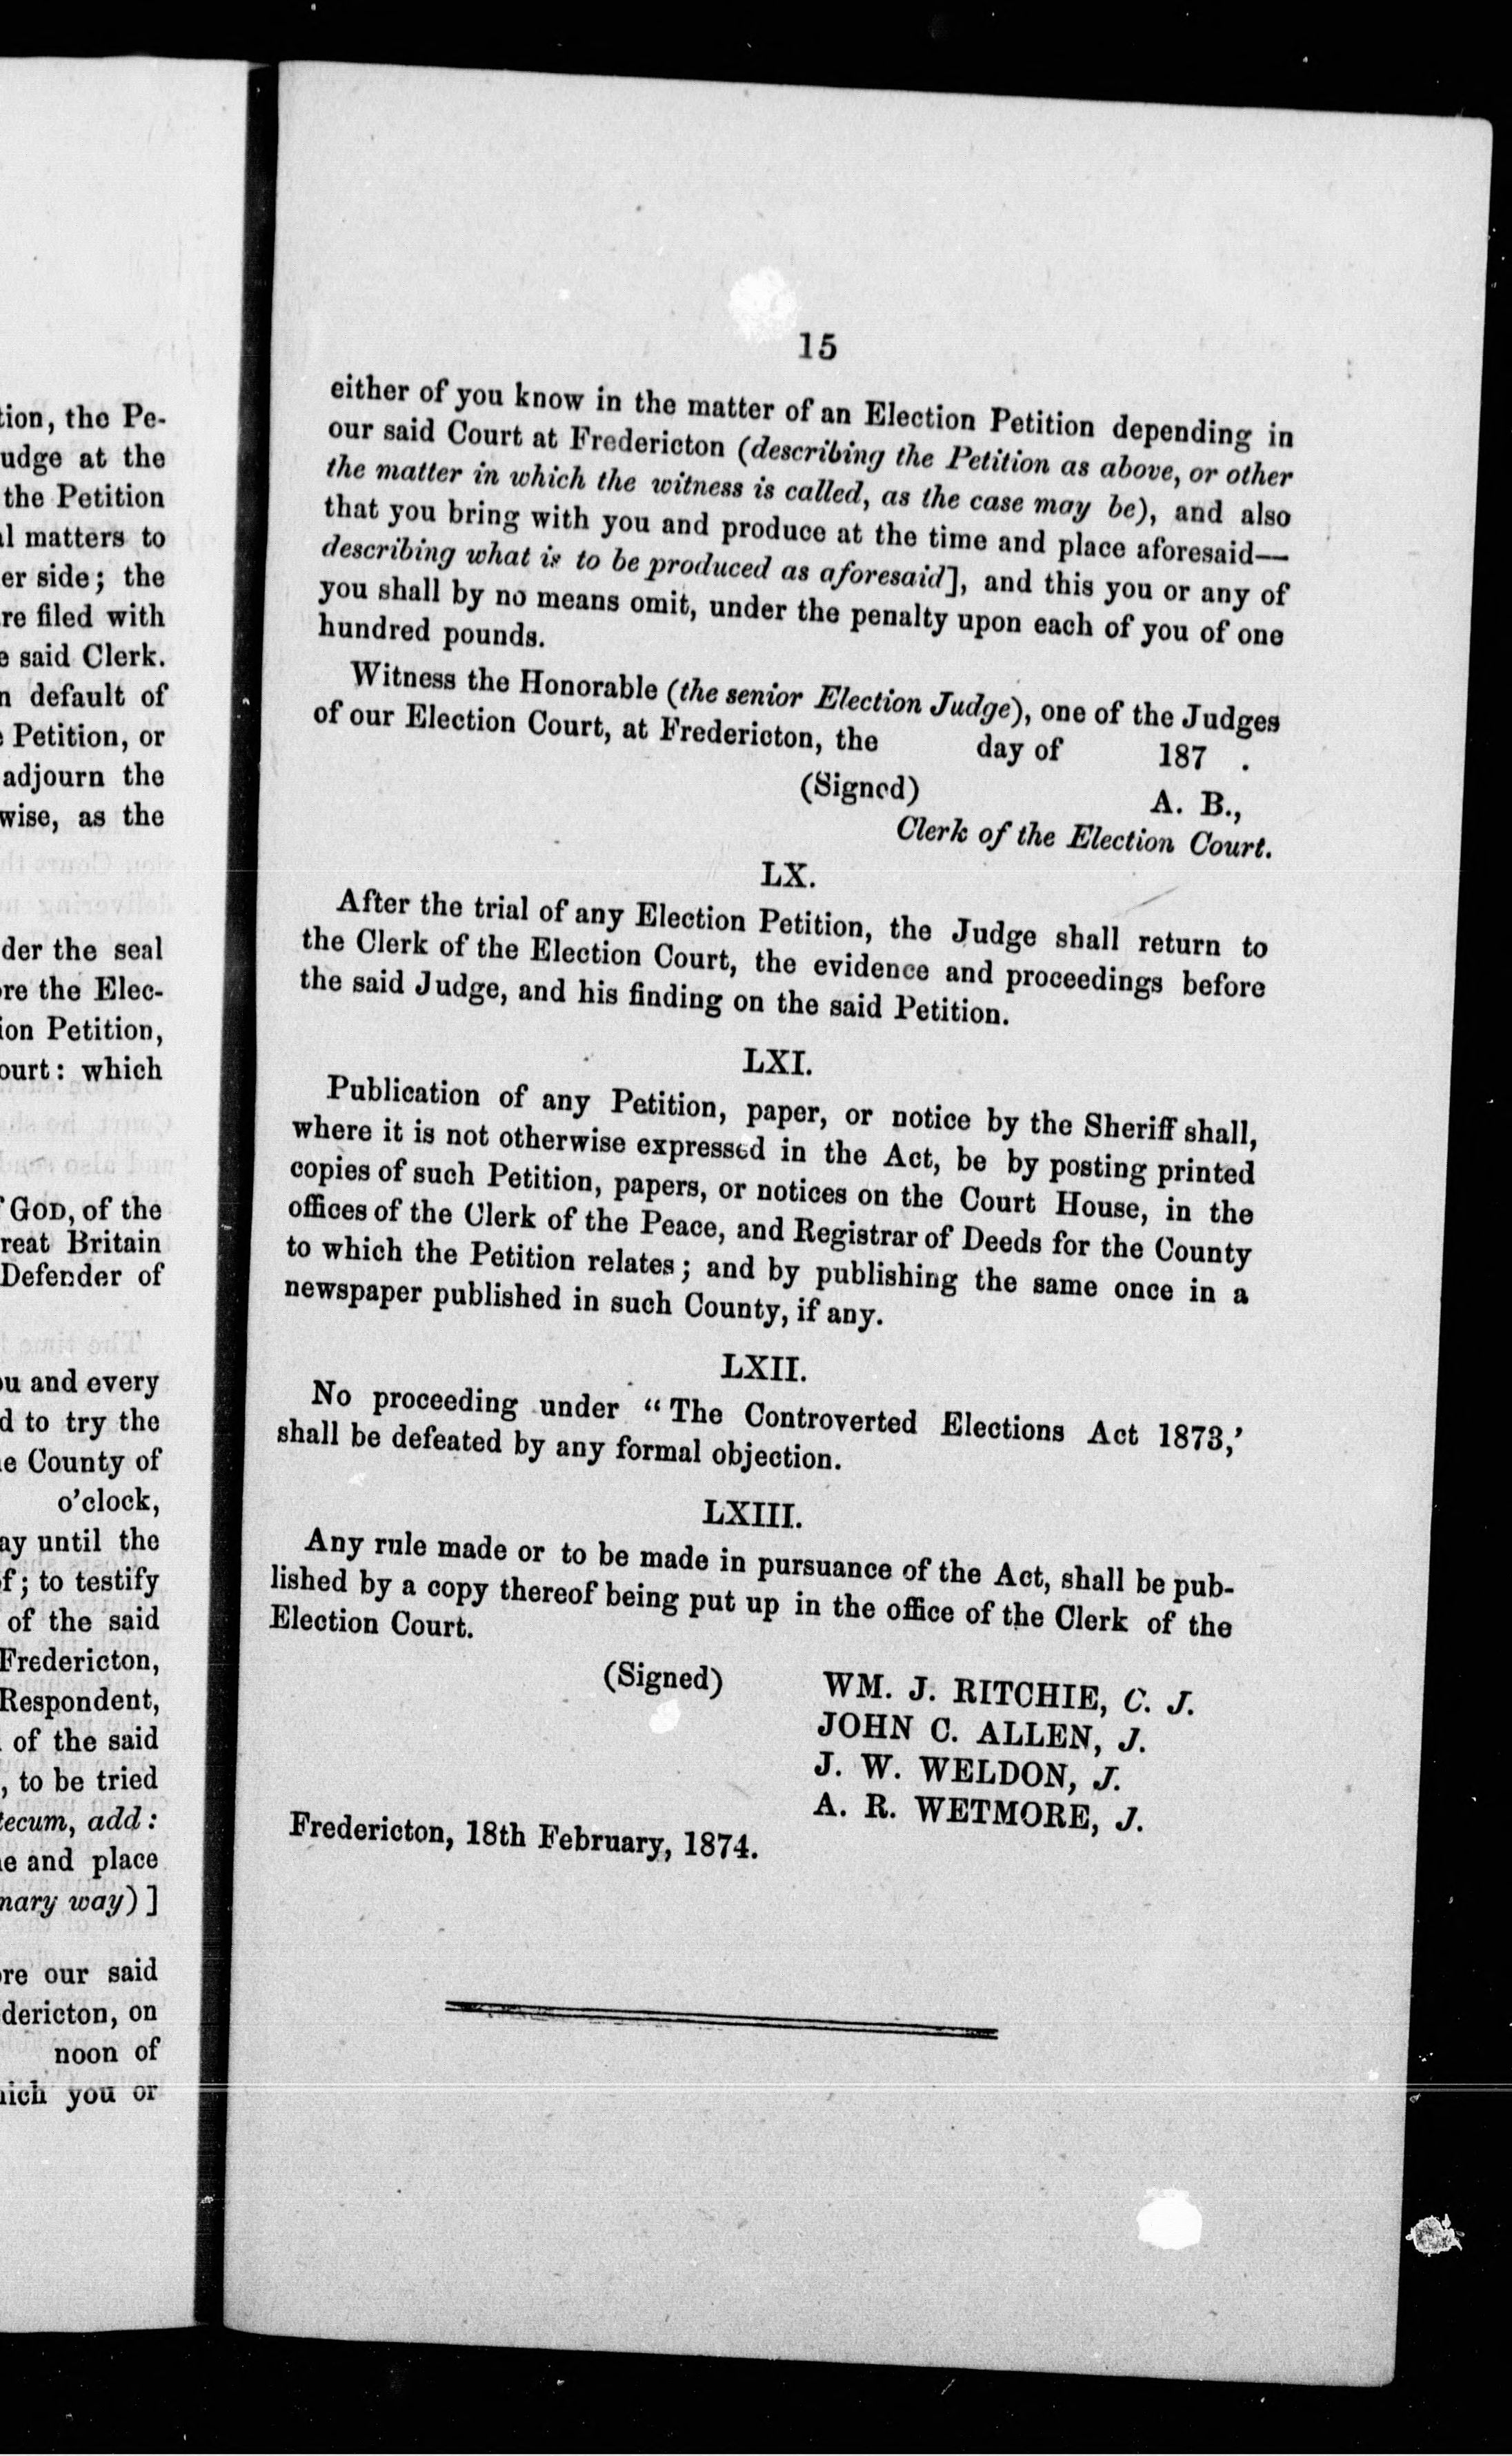 tion, the Pe-
udge at the
the Petition
al matters to
er side; the
re filed with
e said Clerk.
n default of
e Petition, or
adjourn the
wise, as the
der the seal
ore the Elec-
ion Petition,
ourt: which
f GOD, of the
reat Britain
Defender of
ou and every
d to try the
e County of
o'clock,
ay until the
f; to testify
of the said
Fredericton,
Respondent,
of the said
, to be tried
tecum, add:
ne and place
nary way)]
ore our said
dericton, on
noon of
hich you or
15
either of you know in the matter of an Election Petition depending in
our said Court at Fredericton (describing the Petition as above, or other
the matter in which the witness is called, as the case may be), and also
that you bring with you and produce at the time and place aforesaid—
describing what is to be produced as aforesaid], and this you or any of
you shall by no means omit, under the penalty upon each of you of one
hundred pounds.
Witness the Honorable (the senior Election Judge), one of the Judges
of our Election Court, at Fredericton, the day of 187 .
(Signed) A. B.,
Clerk of the Election Court.
LX.
After the trial of any Election Petition, the Judge shall return to
the Clerk of the Election Court, the evidence and proceedings before
the said Judge, and his finding on the said Petition.
LXI.
Publication of any Petition, paper, or notice by the Sheriff shall,
where it is not otherwise expressed in the Act, be by posting printed
copies of such Petition, papers, or notices on the Court House, in the
offices of the Clerk of the Peace, and Registrar of Deeds for the County
to which the Petition relates; and by publishing the same once in a
newspaper published in such County, if any.
LXII.
No proceeding under "The Controverted Elections Act 1873,'
shall be defeated by any formal objection.
LXIII.
Any rule made or to be made in pursuance of the Act, shall be pub-
lished by a copy thereof being put up in the office of the Clerk of the
Election Court.
(Signed) WM. J. RITCHIE, C. J.
JOHN C. ALLEN, J.
J. W. WELDON, J.
A. R. WETMORE, J.
Fredericton, 18th February, 1874.